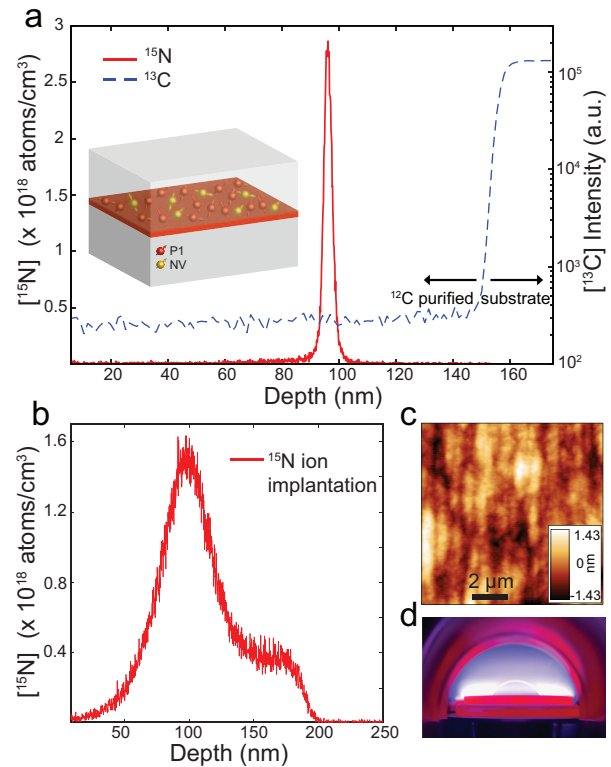 a
3
2.5
2
1.5
1
0.5
[¹⁵N] (x 10¹⁸ atoms/cm³)
¹⁵N
¹³C
P1
NV
10⁵
10⁴
10³
10²
[¹³C] Intensity (a.u.)
¹²C purified substrate
20 40 60 80 100 120 140 160
Depth (nm)
b
1.6
1.2
0.8
0.4
[¹⁵N] (x 10¹⁸ atoms/cm³)
¹⁵N ion
implantation
50 100 150 200 250
Depth (nm)
c
2 µm
1.43
0
nm
-1.43
d